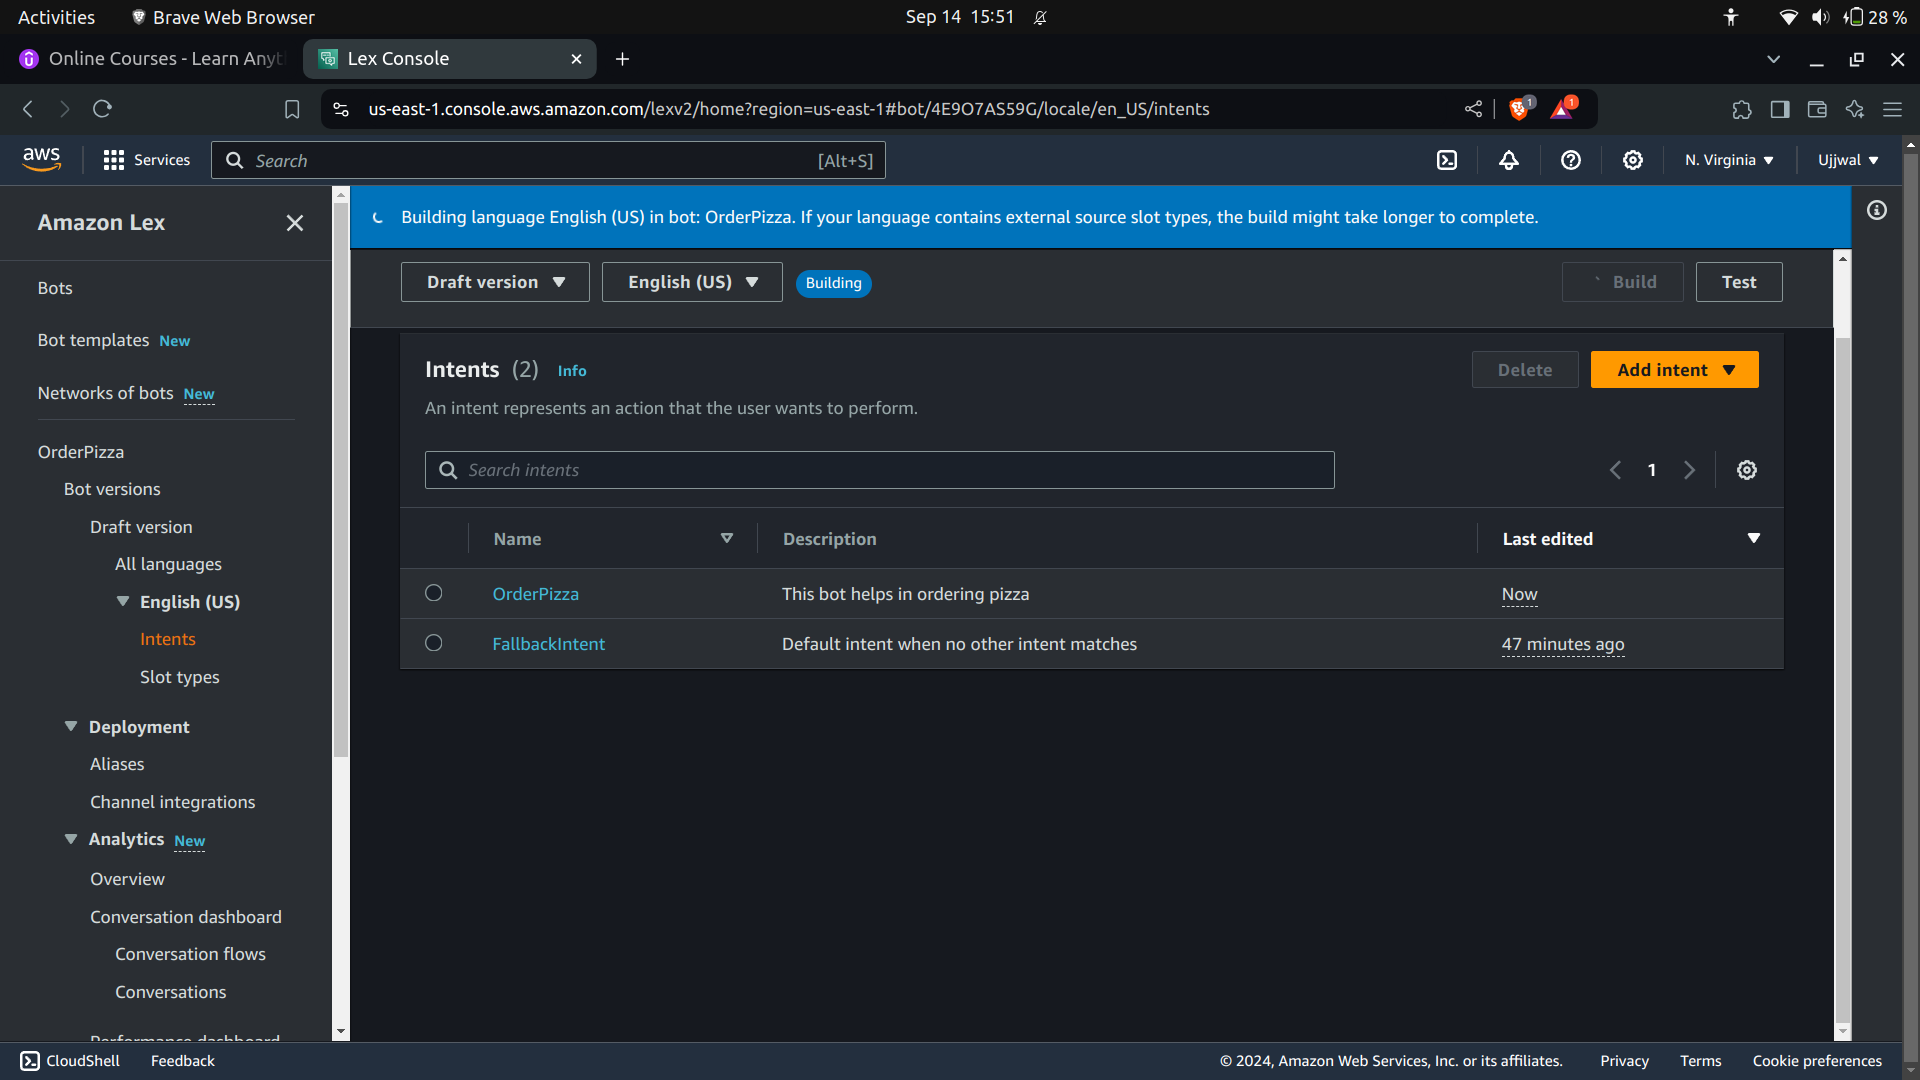 Activities
Brave Web Browser
Sep 14 15:51
28 %
Online Courses - Learn Anyt
Lex Console
us-east-1.console.aws.amazon.com/lexv2/home?region=us-east-1#bot/4E9O7AS59G/locale/en_US/intents
1
1
aws
Services
Search
[Alt+S]
N. Virginia
Ujjwal
Amazon Lex
Bots
Bot templates New
Networks of bots New
OrderPizza
Bot versions
Draft version
All languages
English (US)
Intents
Slot types
Deployment
Aliases
Channel integrations
Analytics New
Overview
Conversation dashboard
Conversation flows
Conversations
Performance dashboard
Building language English (US) in bot: OrderPizza. If your language contains external source slot types, the build might take longer to complete.
Draft version
English (US)
Building
Build
Test
Intents (2) Info
Delete
Add intent
An intent represents an action that the user wants to perform.
Search intents
1
Name
Description
Last edited
OrderPizza
This bot helps in ordering pizza
Now
FallbackIntent
Default intent when no other intent matches
47 minutes ago
CloudShell
Feedback
© 2024, Amazon Web Services, Inc. or its affiliates.
Privacy
Terms
Cookie preferences